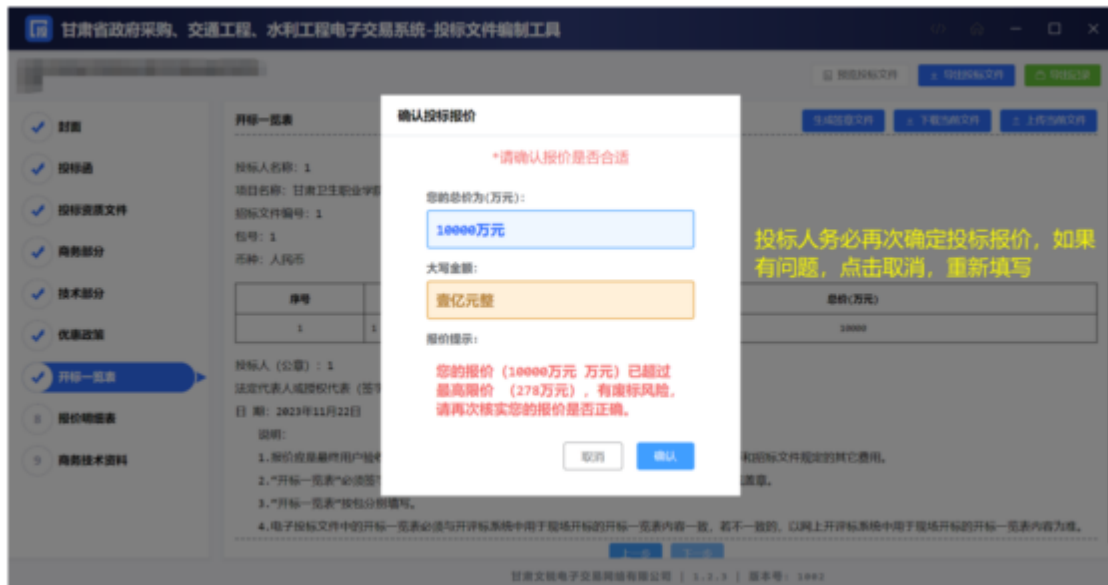 甘肃省政府采购、交通工程、水利工程电子交易系统-投标文件编制工具
预览投标文件
导出投标文件
导出记录
封面
投标函
投标资质文件
商务部分
技术部分
优惠政策
开标一览表
8 报价明细表
9 商务技术资料
开标一览表
生成签章文件
下载当前文件
上传当前文件
投标人名称：1
项目名称：甘肃卫生职业学院
招标文件编号：1
包号：1
币种：人民币
序号
总价(万元)
1
1
10000
投标人（公章）：1
法定代表人或授权代表（签字
日 期：2023年11月22日
说明：
1.报价应是最终用户验收
和招标文件规定的其它费用。
2."开标一览表"必须签
盖章。
3."开标一览表"按包分别填写。
4.电子投标文件中的开标一览表必须与开评标系统中用于现场开标的开标一览表内容一致，若不一致的，以网上开评标系统中用于现场开标的开标一览表内容为准。
上一步
下一步
确认投标报价
*请确认报价是否合适
您的总价为(万元)：
10000万元
大写金额：
壹亿元整
报价提示：
您的报价（10000万元 万元）已超过
最高限价 （278万元）, 有废标风险,
请再次核实您的报价是否正确。
取消
确认
投标人务必再次确定投标报价，如果
有问题，点击取消，重新填写
甘肃文锐电子交易网络有限公司 | 1.2.3 | 版本号：1002